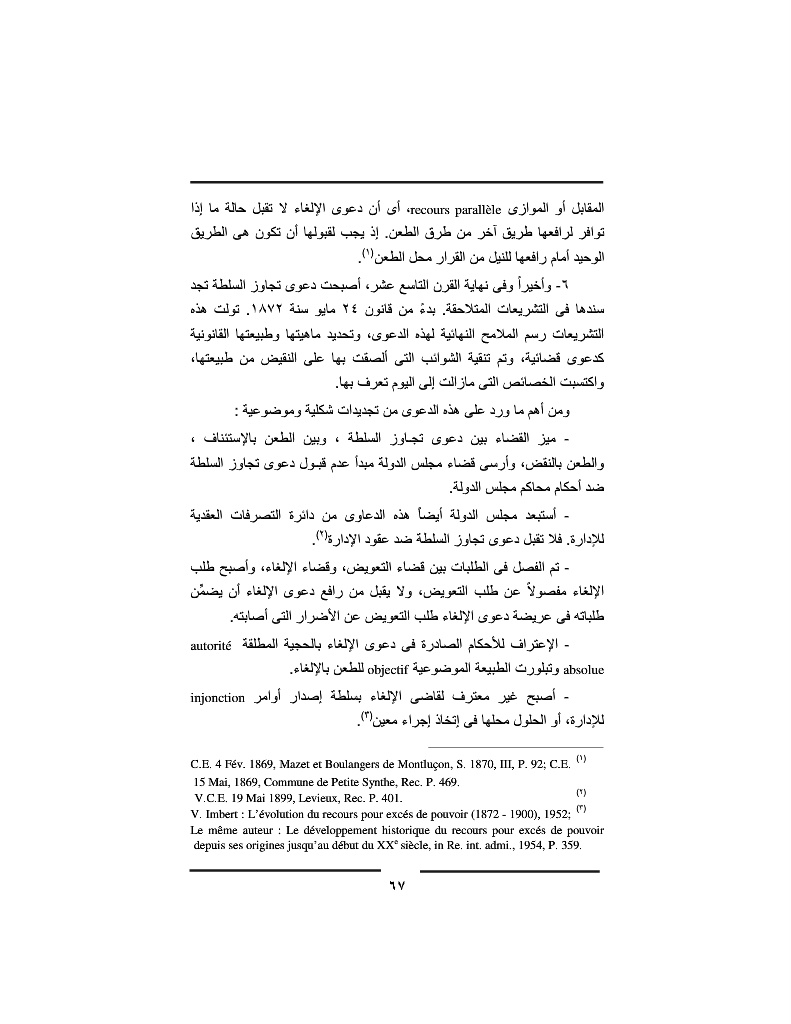 المقابل أو الموازى recours parallèle، أى أن دعوى الإلغاء لا تقبل حالة ما إذا
توافر لرافعها طريق آخر من طرق الطعن. إذ يجب لقبولها أن تكون هى الطريق
الوحيد أمام رافعها للنيل من القرار محل الطعن(١).
٦- وأخيراً وفى نهاية القرن التاسع عشر، أصبحت دعوى تجاوز السلطة تجد
سندها فى التشريعات المتلاحقة. بدءً من قانون ٢٤ مايو سنة ١٨٧٢. تولت هذه
التشريعات رسم الملامح النهائية لهذه الدعوى، وتحديد ماهيتها وطبيعتها القانونية
كدعوى قضائية، وتم تنقية الشوائب التى ألصقت بها على النقيض من طبيعتها،
واكتسبت الخصائص التى مازالت إلى اليوم تعرف بها.
ومن أهم ما ورد على هذه الدعوى من تجديدات شكلية وموضوعية :
- ميز القضاء بين دعوى تجـاوز السلطة ، وبين الطعن بالإستئناف ،
والطعن بالنقض، وأرسى قضاء مجلس الدولة مبدأ عدم قبـول دعوى تجاوز السلطة
ضد أحكام محاكم مجلس الدولة.
- أستبعد مجلس الدولة أيضاً هذه الدعاوى من دائرة التصرفات العقدية
للإدارة. فلا تقبل دعوى تجاوز السلطة ضد عقود الإدارة(٢).
- تم الفصل فى الطلبات بين قضاء التعويض، وقضاء الإلغاء، وأصبح طلب
الإلغاء مفصولاً عن طلب التعويض، ولا يقبل من رافع دعوى الإلغاء أن يضمِّن
طلباته فى عريضة دعوى الإلغاء طلب التعويض عن الأضرار التى أصابته.
- الإعتراف للأحكام الصادرة فى دعوى الإلغاء بالحجية المطلقة autorité
absolue وتبلورت الطبيعة الموضوعية objectif للطعن بالإلغاء.
- أصبح غير معترف لقاضى الإلغاء بسلطة إصدار أوامر injonction
للإدارة، أو الحلول محلها فى إتخاذ إجراء معين(٣).
(١) C.E. 4 Fév. 1869, Mazet et Boulangers de Montluçon, S. 1870, III, P. 92; C.E.
15 Mai, 1869, Commune de Petite Synthe, Rec. P. 469.
(٢) V.C.E. 19 Mai 1899, Levieux, Rec. P. 401.
(٣) V. Imbert : L’évolution du recours pour excés de pouvoir (1872 - 1900), 1952;
Le même auteur : Le développement historique du recours pour excés de pouvoir
depuis ses origines jusqu’au début du XXe siècle, in Re. int. admi., 1954, P. 359.
٦٧